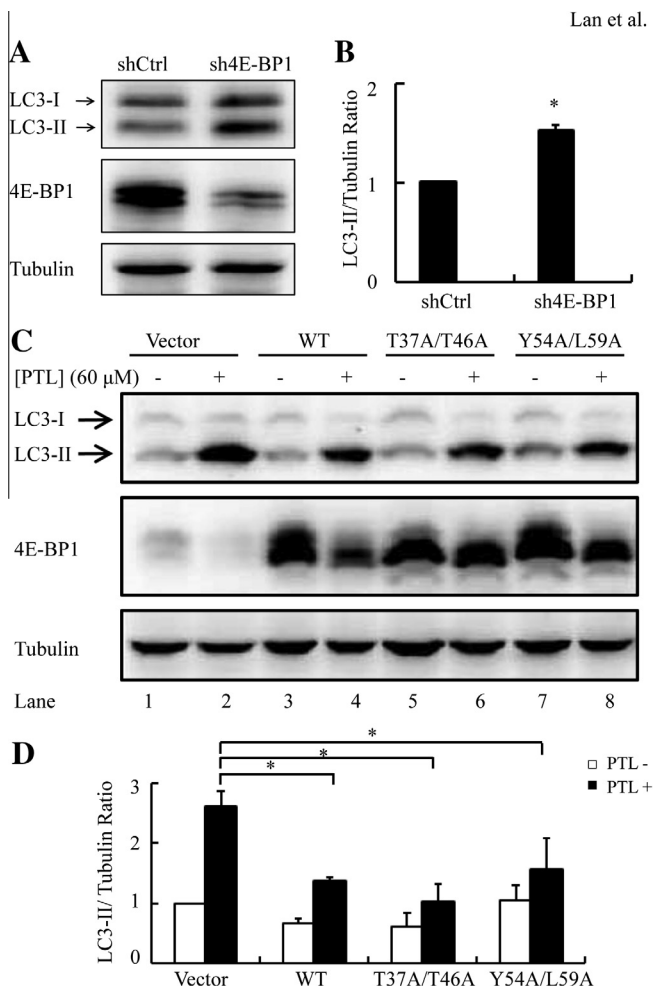 Lan et al.
A
shCtrl sh4E-BP1
LC3-I
LC3-II
4E-BP1
Tubulin
B
LC3-II/Tubulin Ratio
2
1
0
*
shCtrl sh4E-BP1
C
Vector WT T37A/T46A Y54A/L59A
[PTL] (60 μM) - + - + - + - +
LC3-I
LC3-II
4E-BP1
Tubulin
Lane 1 2 3 4 5 6 7 8
D
LC3-II/ Tubulin Ratio
3
2
1
0
*
*
*
PTL -
PTL +
Vector WT T37A/T46A Y54A/L59A